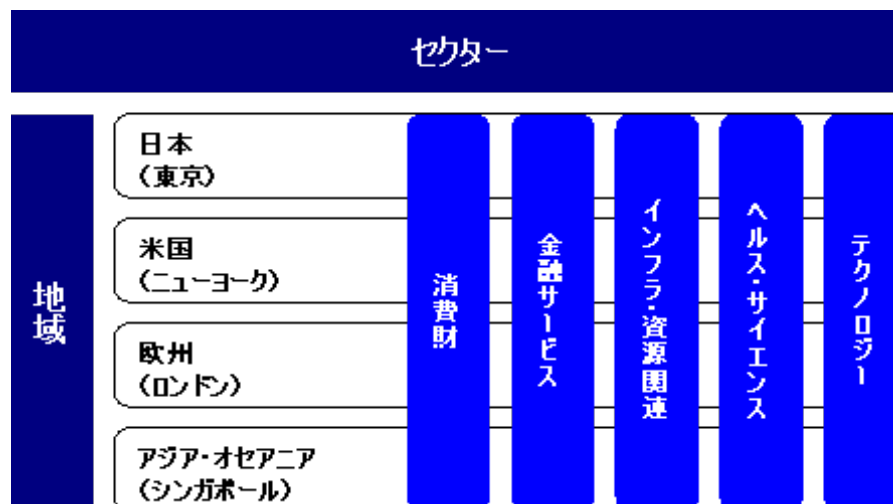 セクター
地域
日本
（東京）
米国
（ニューヨーク）
欧州
（ロンドン）
アジア・オセアニア
（シンガポール）
消費財
金融サービス
インフラ・資源関連
ヘルス・サイエンス
テクノロジー